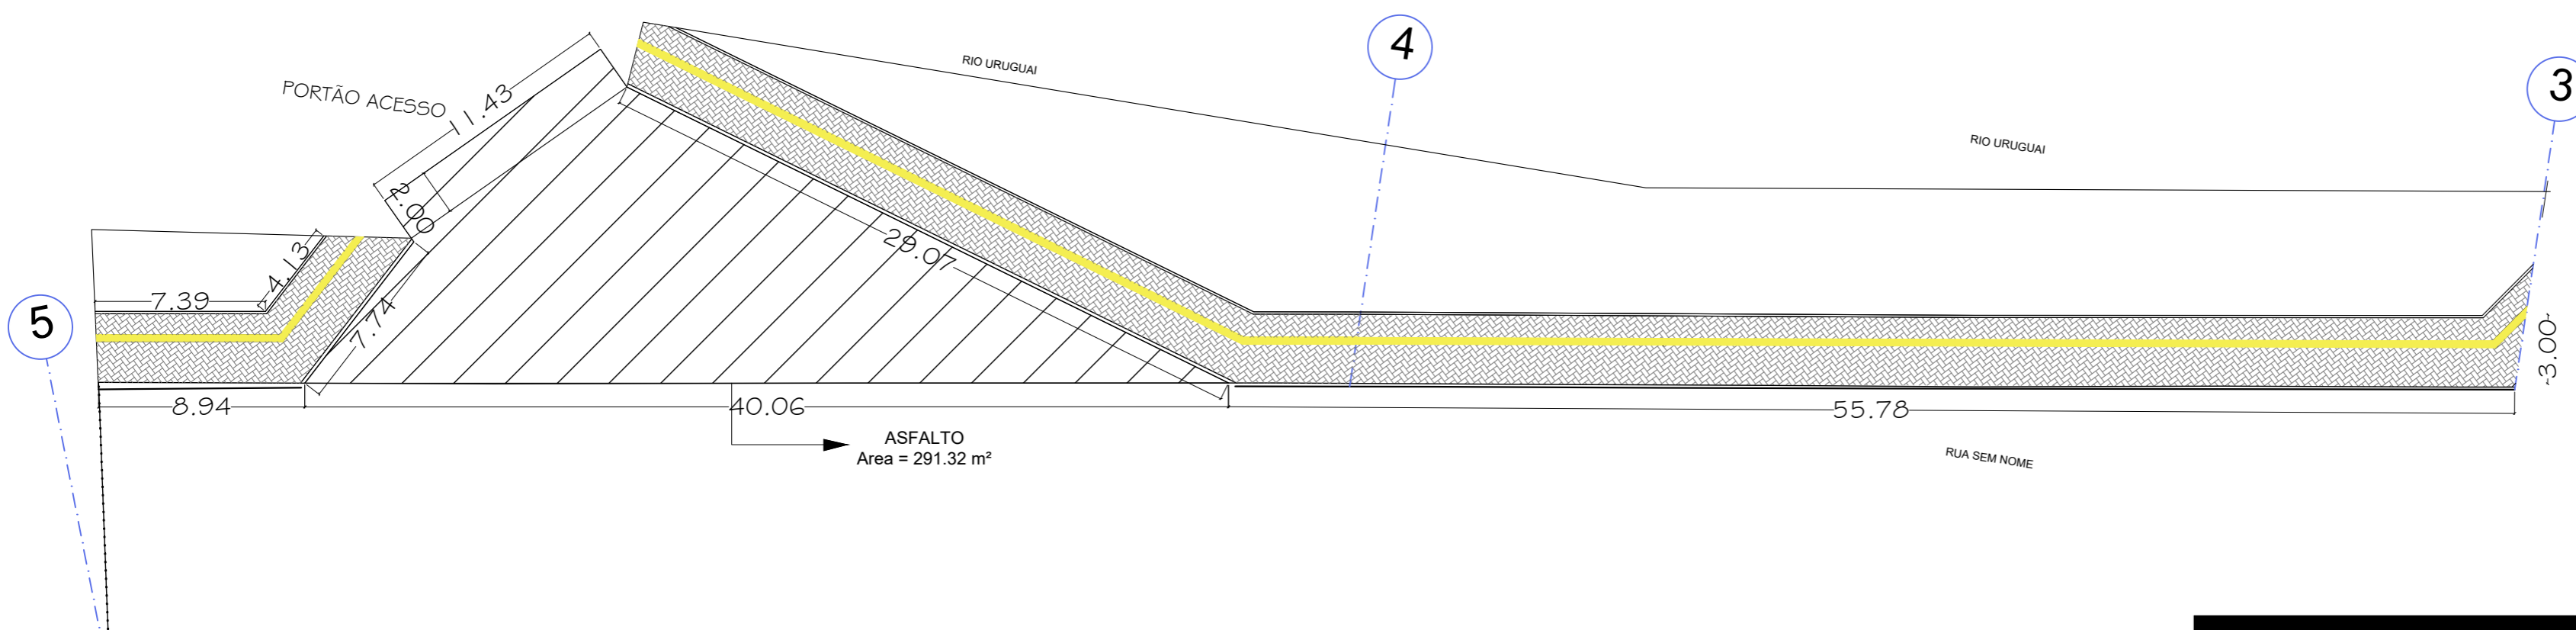 4
3
RIO URUGUAI
RIO URUGUAI
PORTÃO ACESSO
11.43
2.00
4.13
7.39
5
7.74
29.07
3.00
8.94
40.06
55.78
ASFALTO
Area = 291.32 m²
RUA SEM NOME